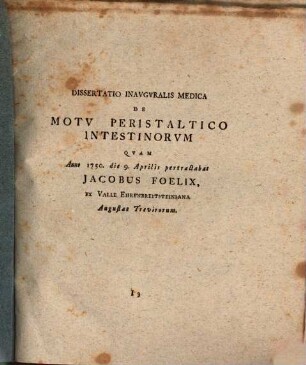 DISSERTATIO INAVGVRALIS MEDICA
DE
MOTV PERISTALTICO
INTESTINORVM
QVAM
Anno 1750. die 9. Aprilis pertractabat
JACOBUS FOELIX,
EX VALLE EHRENBREITSTEINIANA
Augustae Trevirorum.
I 3